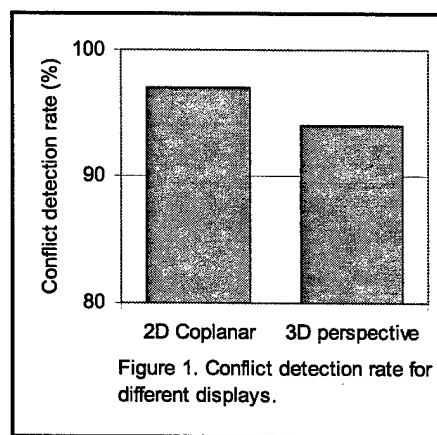 100
Conflict detection rate (%)
90
80
2D Coplanar 3D perspective
Figure 1. Conflict detection rate for
different displays.